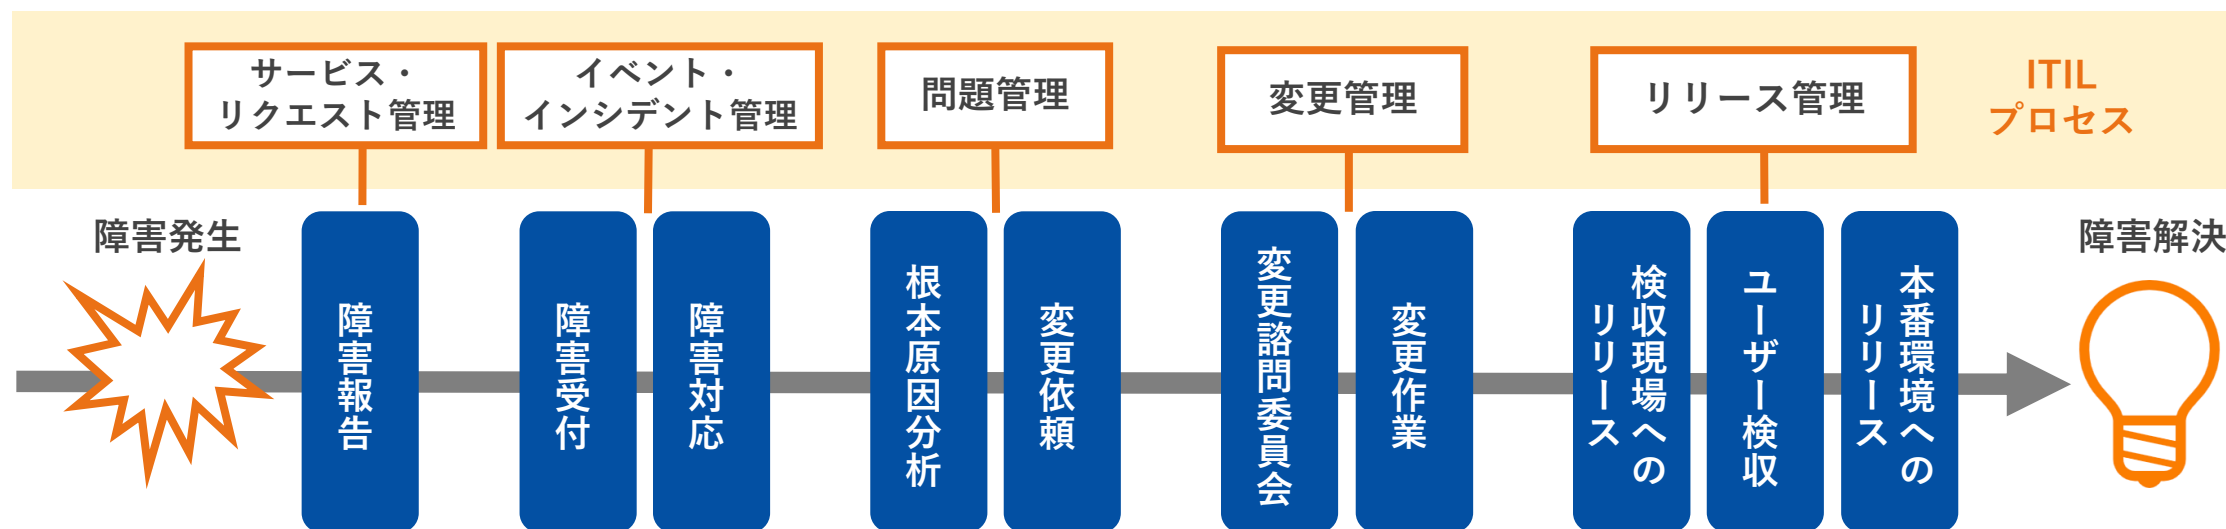 サービス・
リクエスト管理
イベント・
インシデント管理
問題管理
変更管理
リリース管理
ITIL
プロセス
障害発生
障害報告
障害受付
障害対応
根本原因分析
変更依頼
変更諮問委員会
変更作業
検収現場への
リリース
ユーザー検収
本番環境への
リリース
障害解決